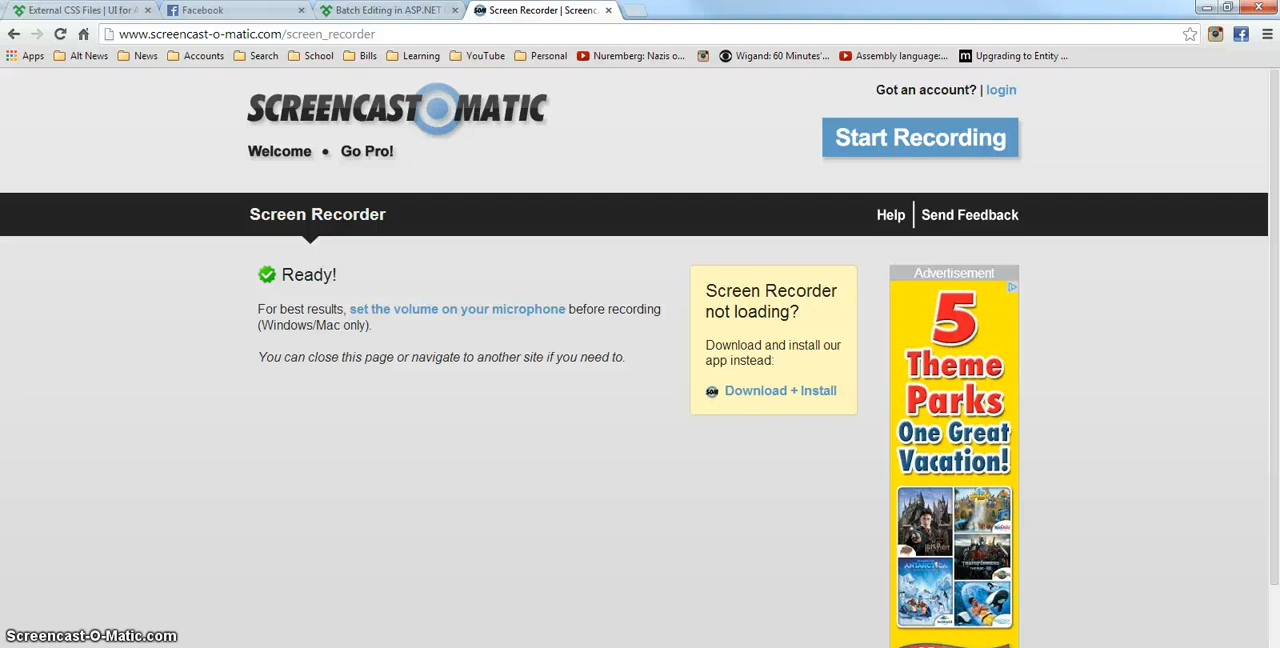 External CSS Files | UI for A
Facebook
Batch Editing in ASP.NET
Screen Recorder | Screenc
www.screencast-o-matic.com/screen_recorder
Apps
Alt News
News
Accounts
Search
School
Bills
Learning
YouTube
Personal
Nuremberg: Nazis o...
Wigand: 60 Minutes'...
Assembly language:...
Upgrading to Entity ...
SCREENCAST O MATIC
Got an account? | login
Start Recording
Welcome • Go Pro!
Screen Recorder
Help
Send Feedback
Ready!
For best results, set the volume on your microphone before recording
(Windows/Mac only).
You can close this page or navigate to another site if you need to.
Screen Recorder
not loading?
Download and install our
app instead:
SOM
Download + Install
Advertisement
5
Theme
Parks
One Great
Vacation!
ANTARCTICA
Screencast-O-Matic.com